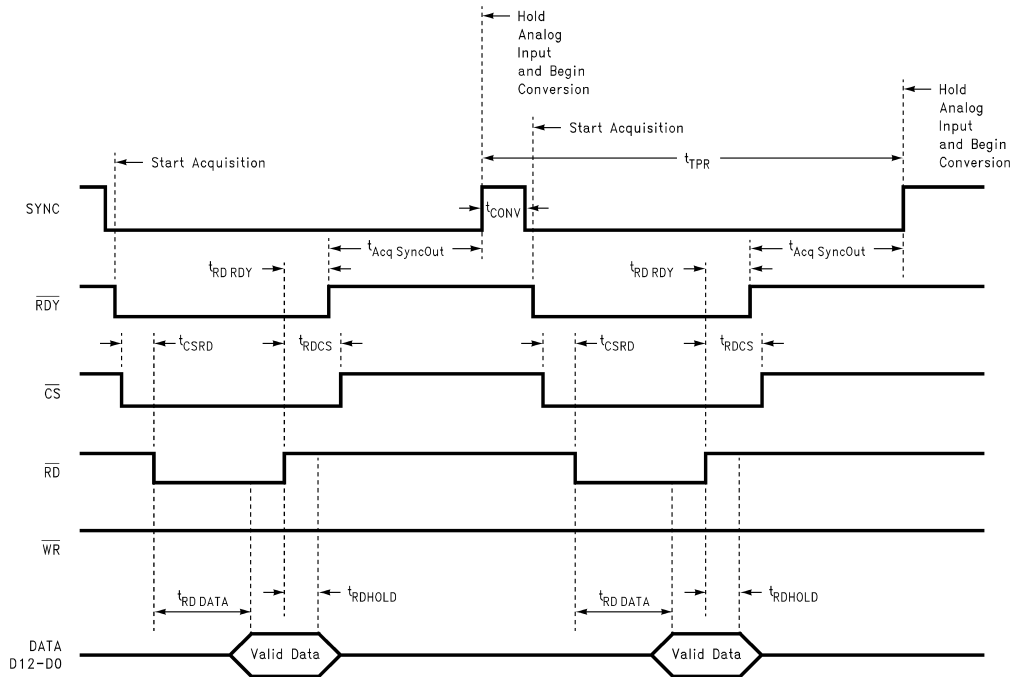 Hold
Analog
Input
and Begin
Conversion
Hold
Analog
Input
and Begin
Conversion
Start Acquisition
Start Acquisition
tTPR
SYNC
tCONV
tAcq SyncOut
tAcq SyncOut
tRD RDY
tRD RDY
RDY
tCSRD
tRDCS
tCSRD
tRDCS
CS
RD
WR
tRD DATA
tRDHOLD
tRD DATA
tRDHOLD
DATA
D12-D0
Valid Data
Valid Data